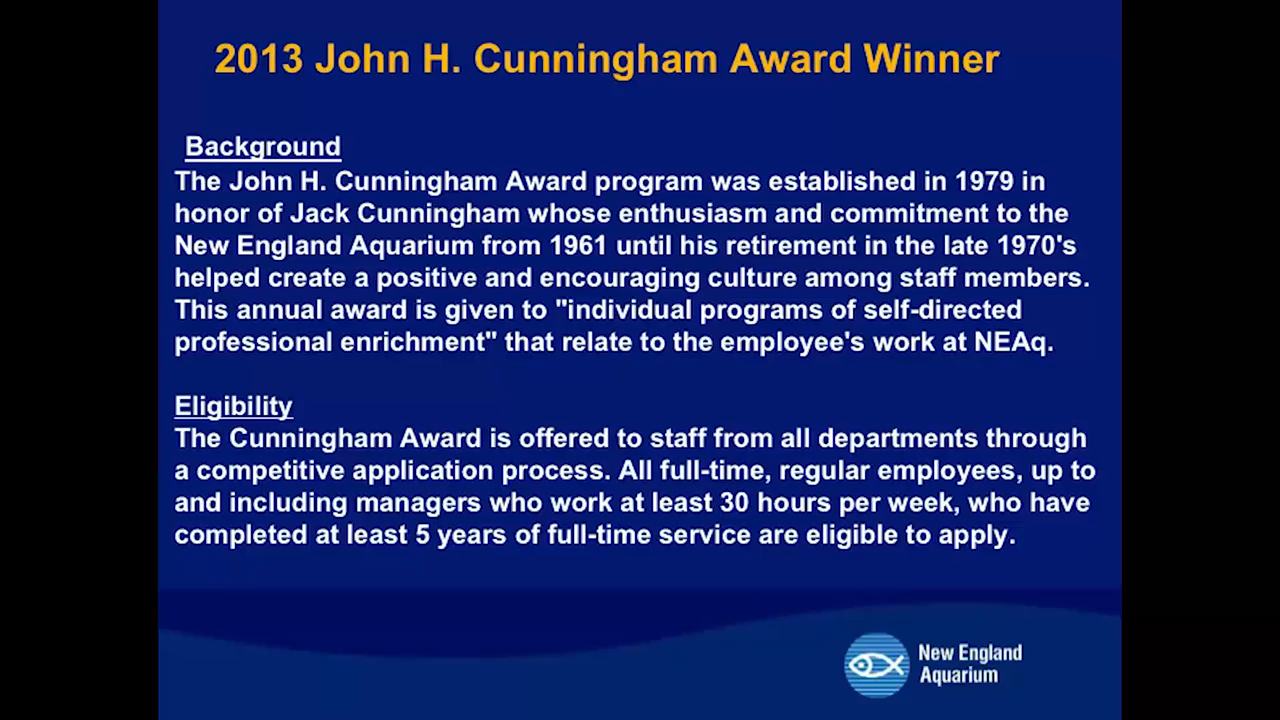 2013 John H. Cunningham Award Winner
Background
The John H. Cunningham Award program was established in 1979 in
honor of Jack Cunningham whose enthusiasm and commitment to the
New England Aquarium from 1961 until his retirement in the late 1970's
helped create a positive and encouraging culture among staff members.
This annual award is given to "individual programs of self-directed
professional enrichment" that relate to the employee's work at NEAq.
Eligibility
The Cunningham Award is offered to staff from all departments through
a competitive application process. All full-time, regular employees, up to
and including managers who work at least 30 hours per week, who have
completed at least 5 years of full-time service are eligible to apply.
New England
Aquarium